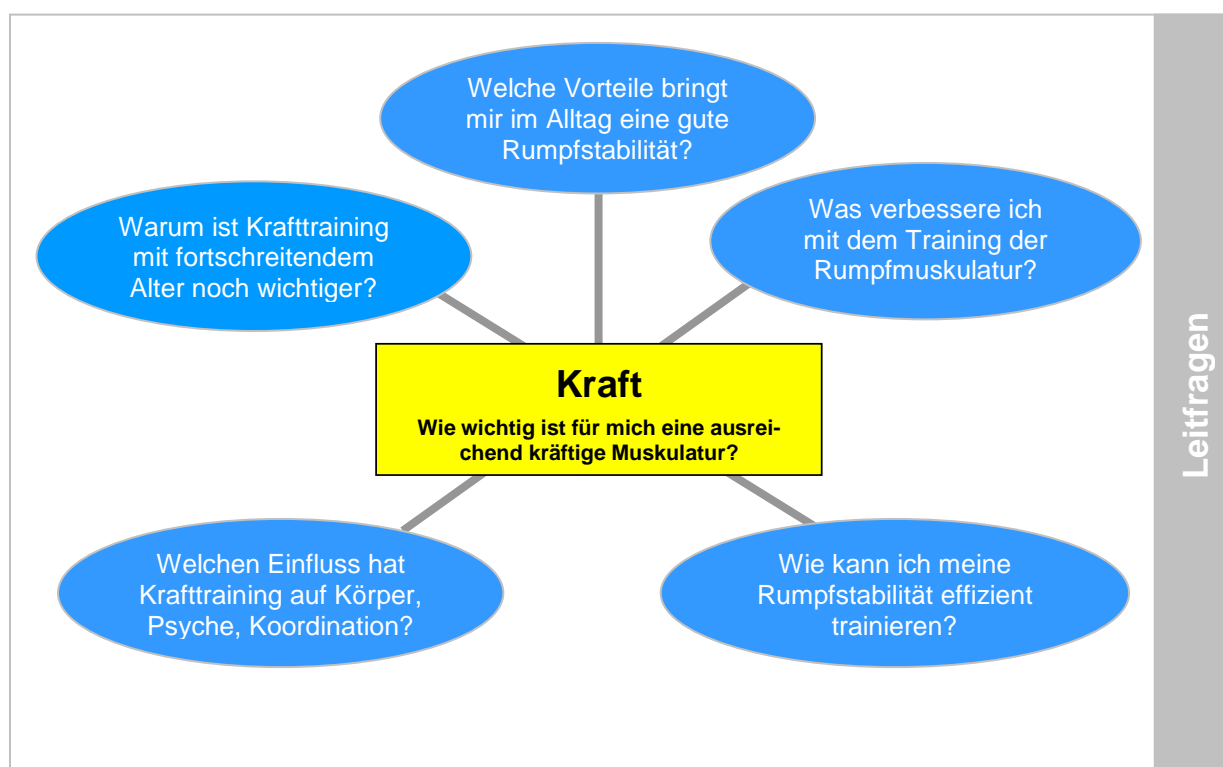 Welche Vorteile bringt
mir im Alltag eine gute
Rumpfstabilität?
Warum ist Krafttraining
mit fortschreitendem
Alter noch wichtiger?
Was verbessere ich
mit dem Training der
Rumpfmuskulatur?
Kraft
Wie wichtig ist für mich eine ausrei-
chend kräftige Muskulatur?
Welchen Einfluss hat
Krafttraining auf Körper,
Psyche, Koordination?
Wie kann ich meine
Rumpfstabilität effizient
trainieren?
Leitfragen